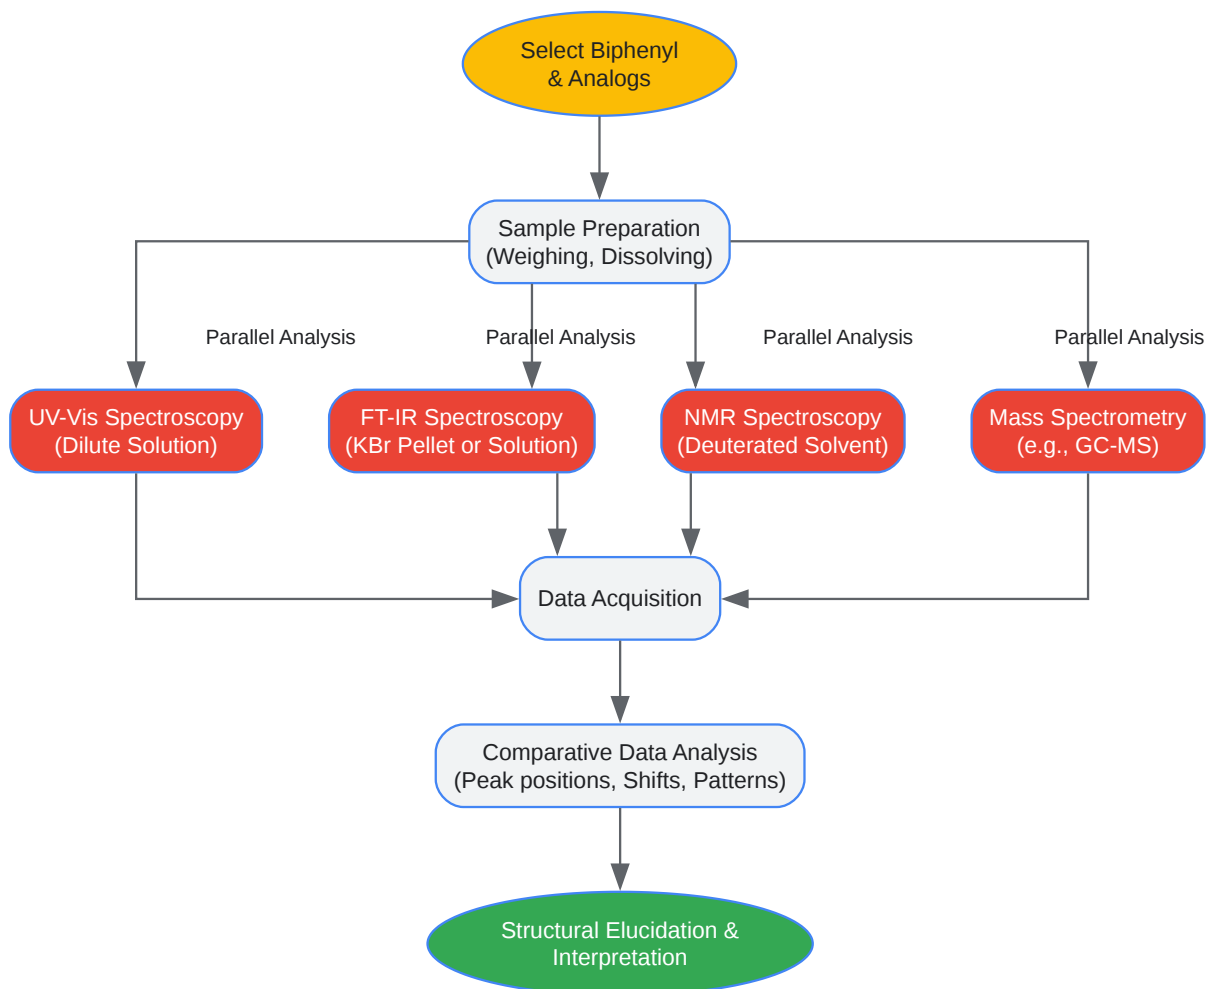 Select Biphenyl
& Analogs
Sample Preparation
(Weighing, Dissolving)
Parallel Analysis
Parallel Analysis
Parallel Analysis
Parallel Analysis
UV-Vis Spectroscopy
(Dilute Solution)
FT-IR Spectroscopy
(KBr Pellet or Solution)
NMR Spectroscopy
(Deuterated Solvent)
Mass Spectrometry
(e.g., GC-MS)
Data Acquisition
Comparative Data Analysis
(Peak positions, Shifts, Patterns)
Structural Elucidation &
Interpretation